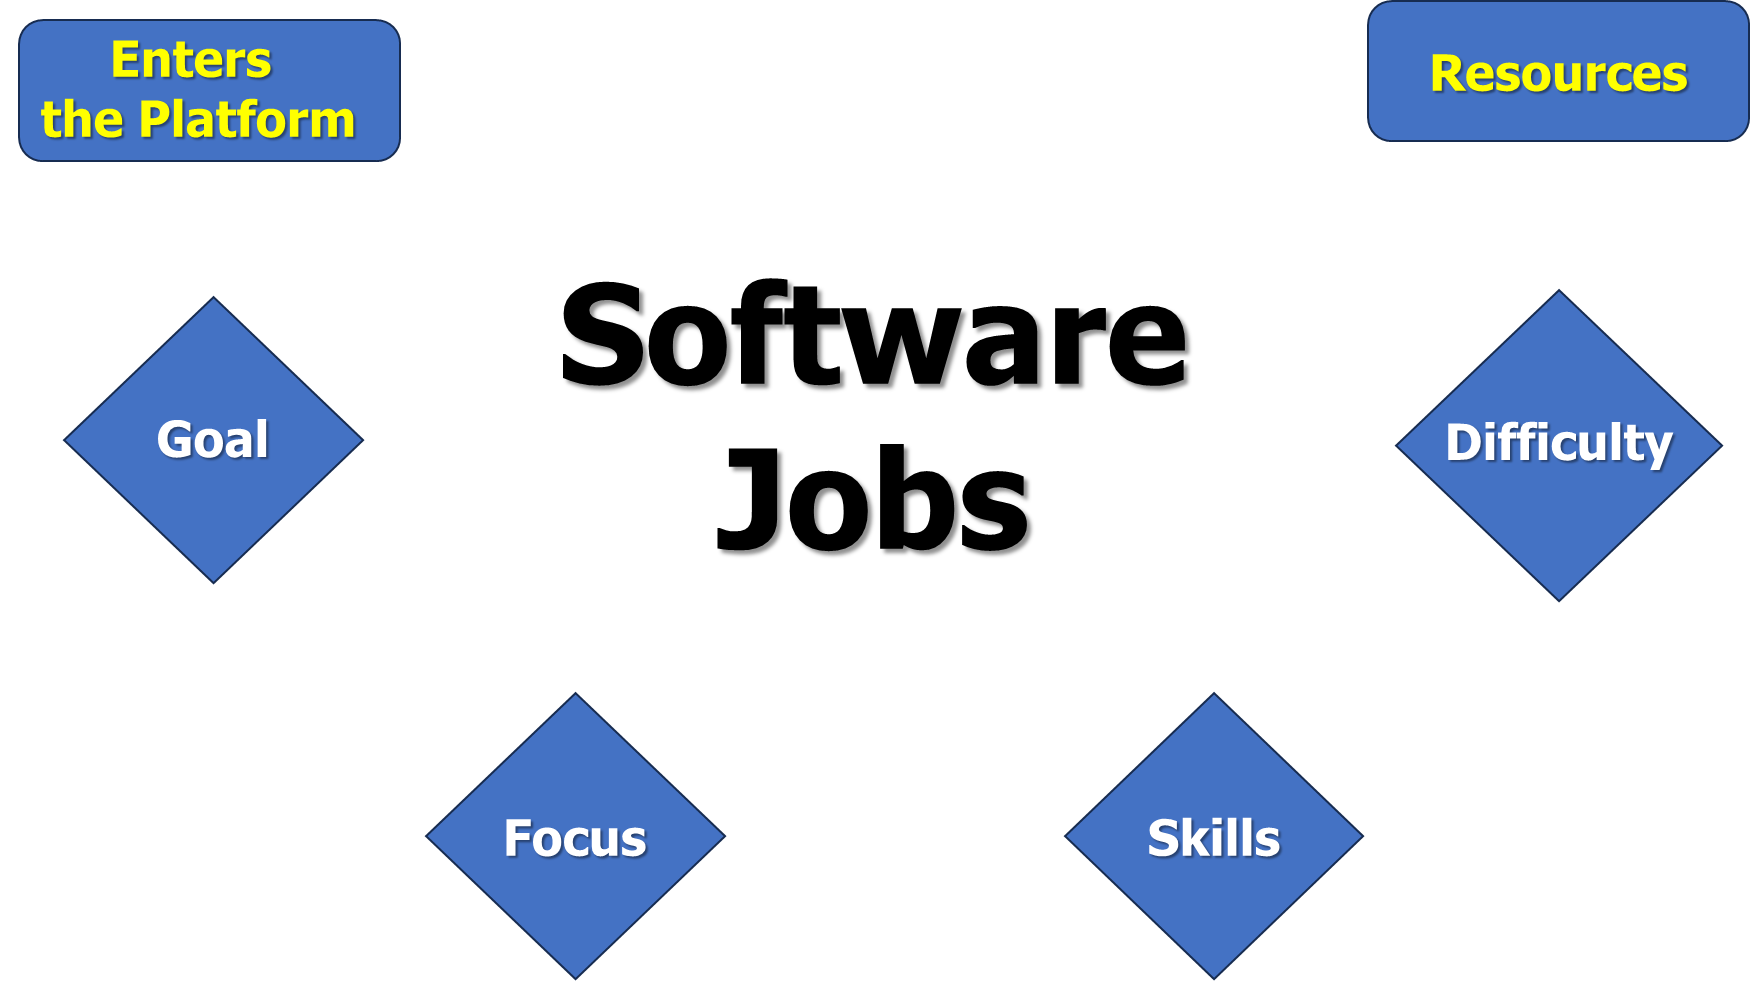 Enters
the Platform
Resources
Software
Jobs
Goal
Difficulty
Focus
Skills